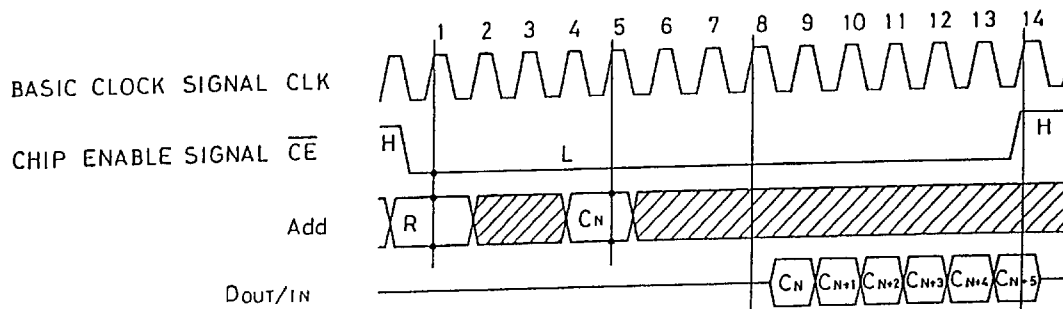 1 2 3 4 5 6 7 8 9 10 11 12 13 14
BASIC CLOCK SIGNAL CLK
CHIP ENABLE SIGNAL C̅E̅ H L H
Add R CN
DOUT/IN CN CN+1 CN+2 CN+3 CN+4 CN+5